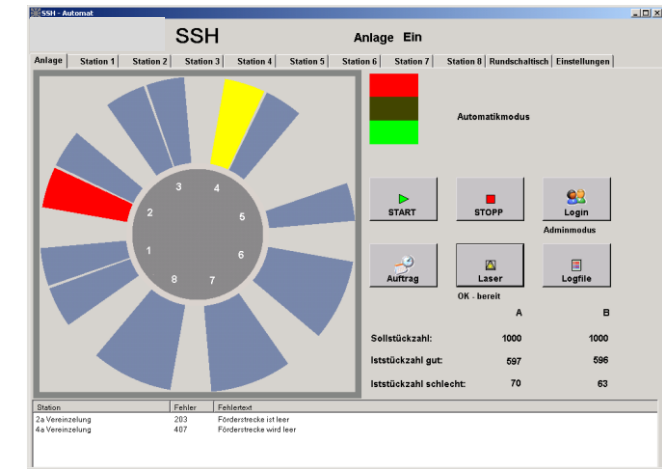 SSH - Automat
SSH Anlage Ein
Anlage Station 1 Station 2 Station 3 Station 4 Station 5 Station 6 Station 7 Station 8 Rundschalttisch Einstellungen
Automatikmodus
3 4
2 5
1 6
8 7
START STOPP Login
Adminmodus
Auftrag Laser Logfile
OK - bereit
A B
Sollstückzahl: 1000 1000
Iststückzahl gut: 597 596
Iststückzahl schlecht: 70 63
Station Fehler Fehlertext
2a Vereinzelung 203 Förderstrecke ist leer
4a Vereinzelung 407 Förderstrecke wird leer